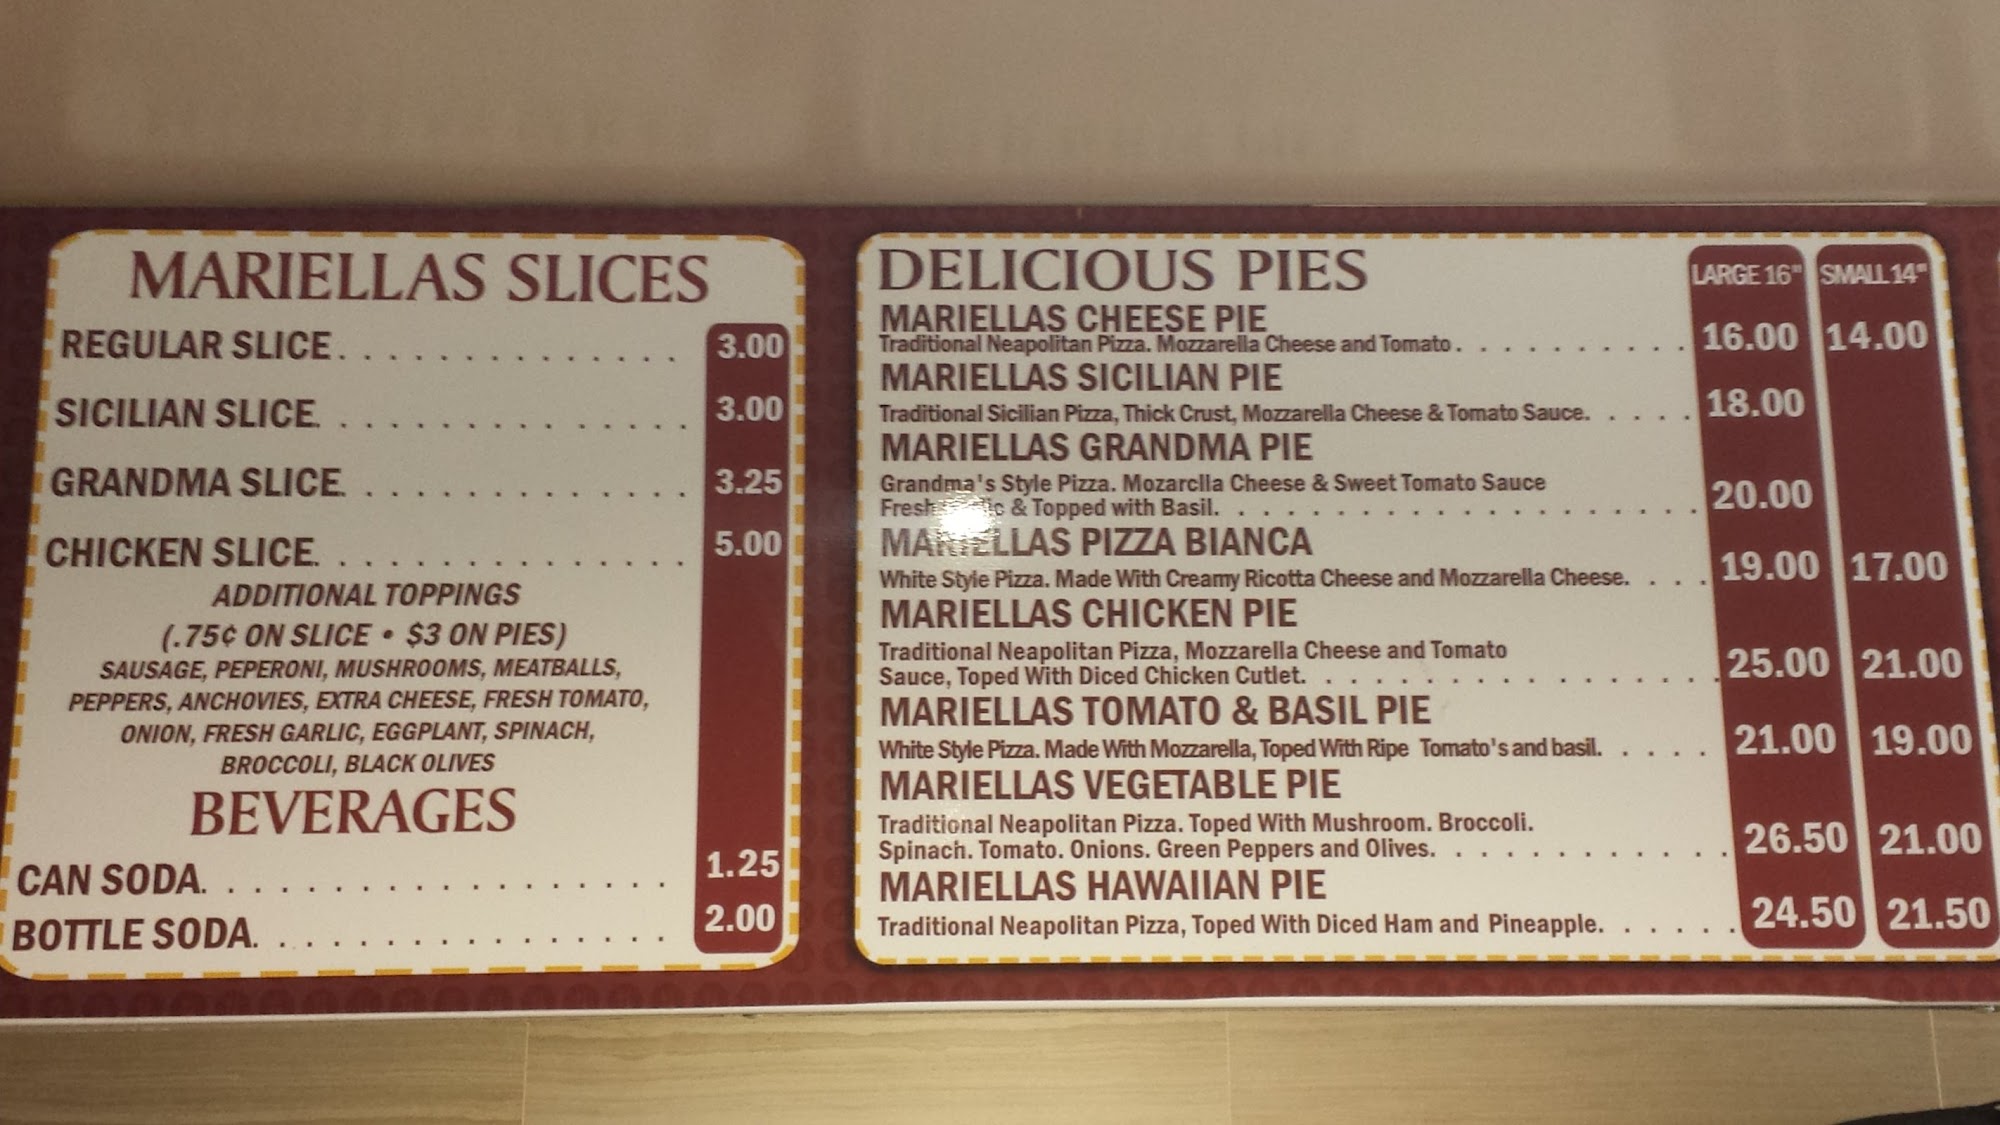 MARIELLAS SLICES
REGULAR SLICE. . . . . . . . . . . . . . . 3.00
SICILIAN SLICE. . . . . . . . . . . . . . . . 3.00
GRANDMA SLICE. . . . . . . . . . . . . . . 3.25
CHICKEN SLICE. . . . . . . . . . . . . . . . 5.00
ADDITIONAL TOPPINGS
(.75¢ ON SLICE • $3 ON PIES)
SAUSAGE, PEPERONI, MUSHROOMS, MEATBALLS,
PEPPERS, ANCHOVIES, EXTRA CHEESE, FRESH TOMATO,
ONION, FRESH GARLIC, EGGPLANT, SPINACH,
BROCCOLI, BLACK OLIVES
BEVERAGES
CAN SODA. . . . . . . . . . . . . . . . . . . . 1.25
BOTTLE SODA. . . . . . . . . . . . . . . . . 2.00
DELICIOUS PIES LARGE 16" SMALL 14"
MARIELLAS CHEESE PIE
Traditional Neapolitan Pizza. Mozzarella Cheese and Tomato . . . . . . . . . . 16.00 14.00
MARIELLAS SICILIAN PIE
Traditional Sicilian Pizza, Thick Crust, Mozzarella Cheese & Tomato Sauce. . . . . 18.00
MARIELLAS GRANDMA PIE
Grandma's Style Pizza. Mozarclla Cheese & Sweet Tomato Sauce
Fresh & Topped with Basil. . . . . . . . . . . . . . . . . . . . . 20.00
MARIELLAS PIZZA BIANCA
White Style Pizza. Made With Creamy Ricotta Cheese and Mozzarella Cheese. . . . 19.00 17.00
MARIELLAS CHICKEN PIE
Traditional Neapolitan Pizza, Mozzarella Cheese and Tomato
Sauce, Toped With Diced Chicken Cutlet. . . . . . . . . . . . . . . . . . 25.00 21.00
MARIELLAS TOMATO & BASIL PIE
White Style Pizza. Made With Mozzarella, Toped With Ripe Tomato's and basil. . . . . 21.00 19.00
MARIELLAS VEGETABLE PIE
Traditional Neapolitan Pizza. Toped With Mushroom. Broccoli.
Spinach. Tomato. Onions. Green Peppers and Olives. . . . . . . . . . . . 26.50 21.00
MARIELLAS HAWAIIAN PIE
Traditional Neapolitan Pizza, Toped With Diced Ham and Pineapple. . . . . . 24.50 21.50